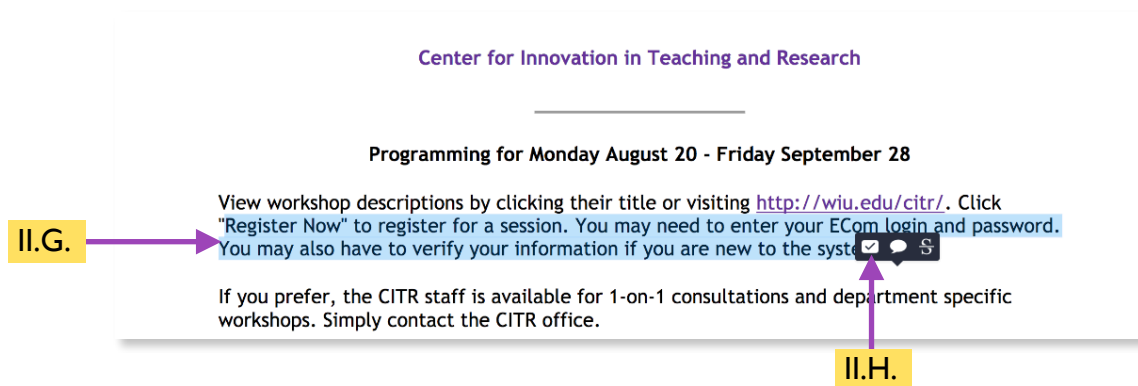 Center for Innovation in Teaching and Research
Programming for Monday August 20 - Friday September 28
View workshop descriptions by clicking their title or visiting http://wiu.edu/citr/. Click
"Register Now" to register for a session. You may need to enter your ECom login and password.
II.G.
You may also have to verify your information if you are new to the syste
If you prefer, the CITR staff is available for 1-on-1 consultations and department specific
workshops. Simply contact the CITR office.
II.H.